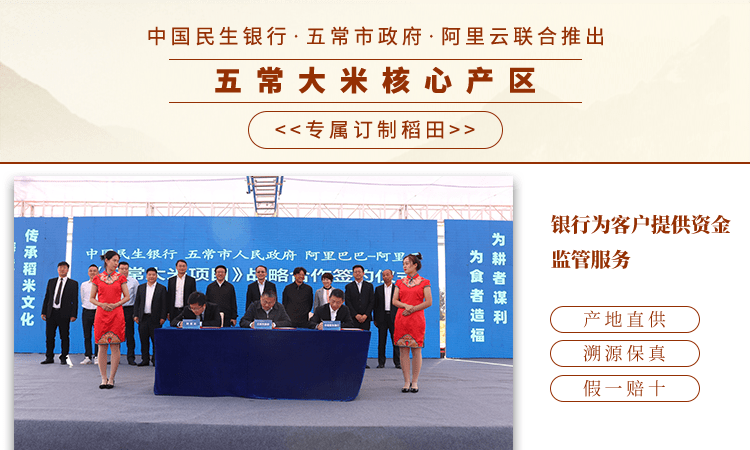 中国民生银行·五常市政府·阿里云联合推出
五常大米核心产区
<<专属订制稻田>>
传承稻米文化
中国民生银行 五常市人民政府 阿里巴巴-阿里
常大米项目》战略合作签约仪式
为耕者谋利
为食者造福
银行为客户提供资金
监管服务
产地直供
溯源保真
假一赔十